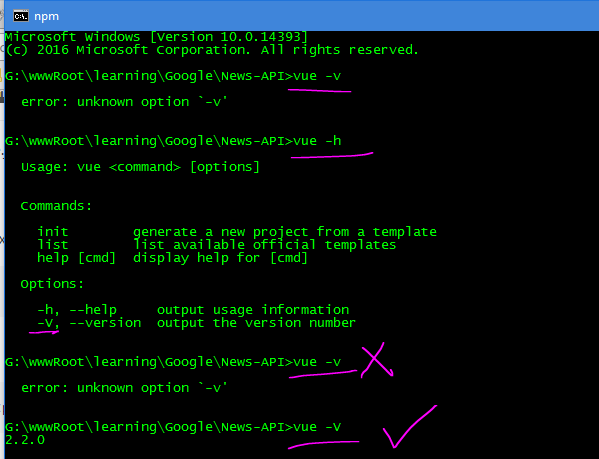 npm
Microsoft Windows [Version 10.0.14393]
(c) 2016 Microsoft Corporation. All rights reserved.
G:\wwwRoot\learning\Google\News-API>vue -v
error: unknown option `-v'
G:\wwwRoot\learning\Google\News-API>vue -h
Usage: vue <command> [options]
Commands:
init generate a new project from a template
list list available official templates
help [cmd] display help for [cmd]
Options:
-h, --help output usage information
-V, --version output the version number
G:\wwwRoot\learning\Google\News-API>vue -v
error: unknown option `-v'
G:\wwwRoot\learning\Google\News-API>vue -V
2.2.0